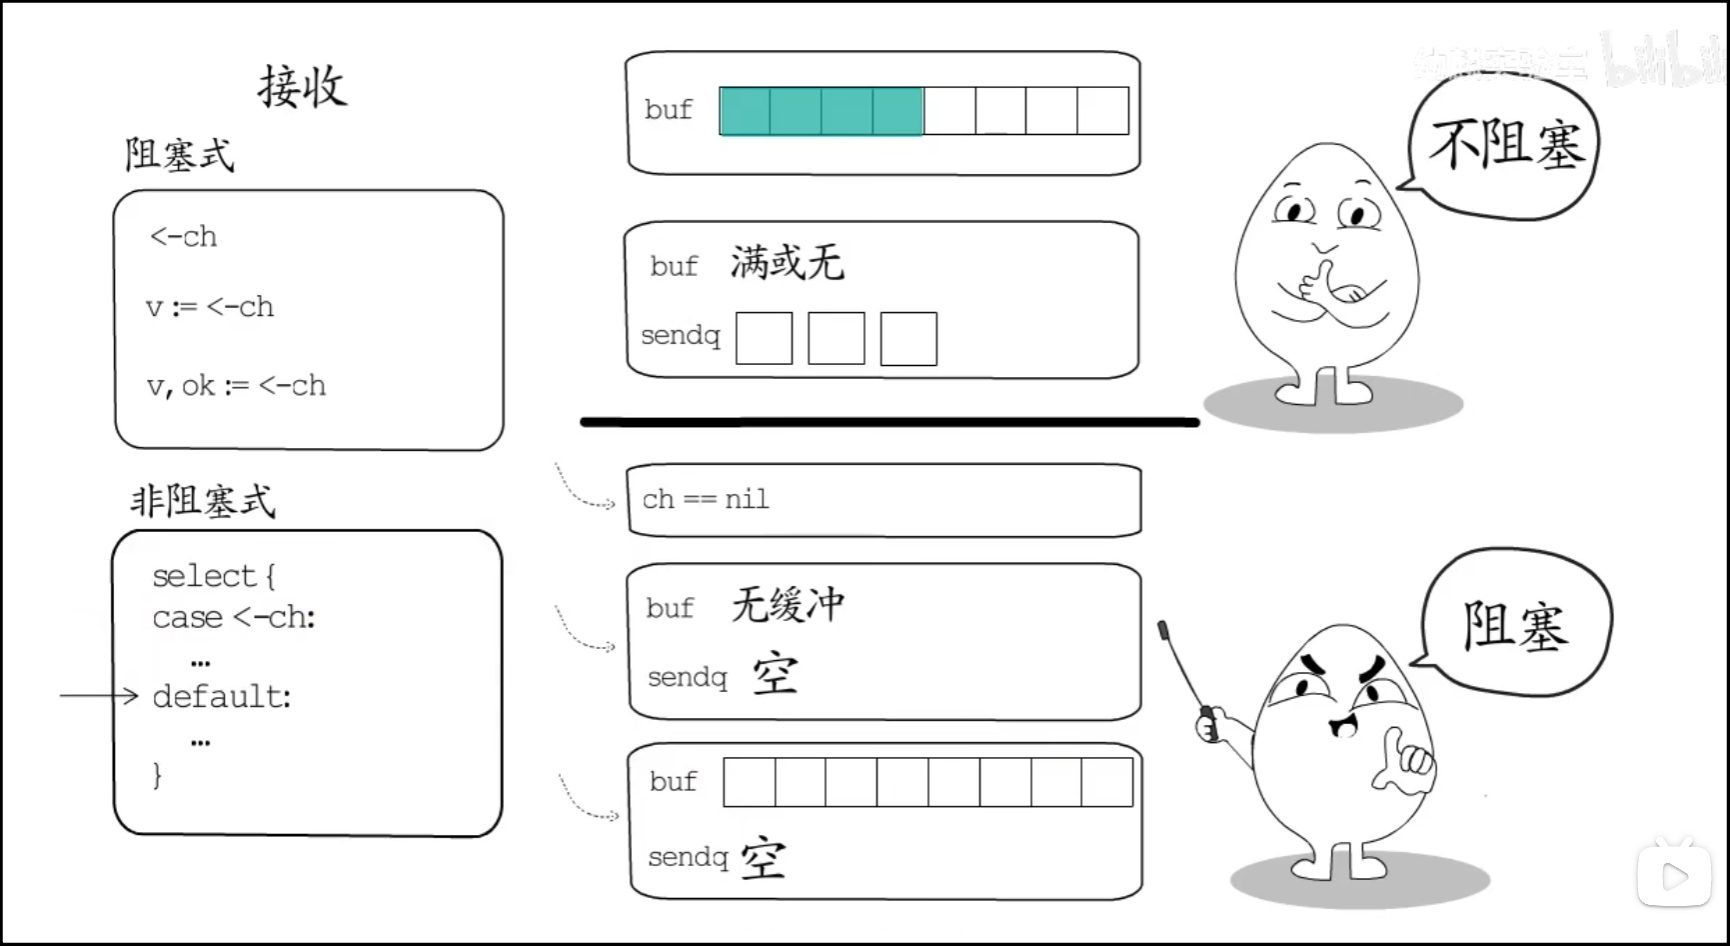 接收
阻塞式
<-ch
v := <-ch
v, ok := <-ch
非阻塞式
select {
case <-ch:
...
default:
...
}
buf
buf 满或无
sendq
ch == nil
buf 无缓冲
sendq 空
buf
sendq 空
不阻塞
阻塞
bilibili